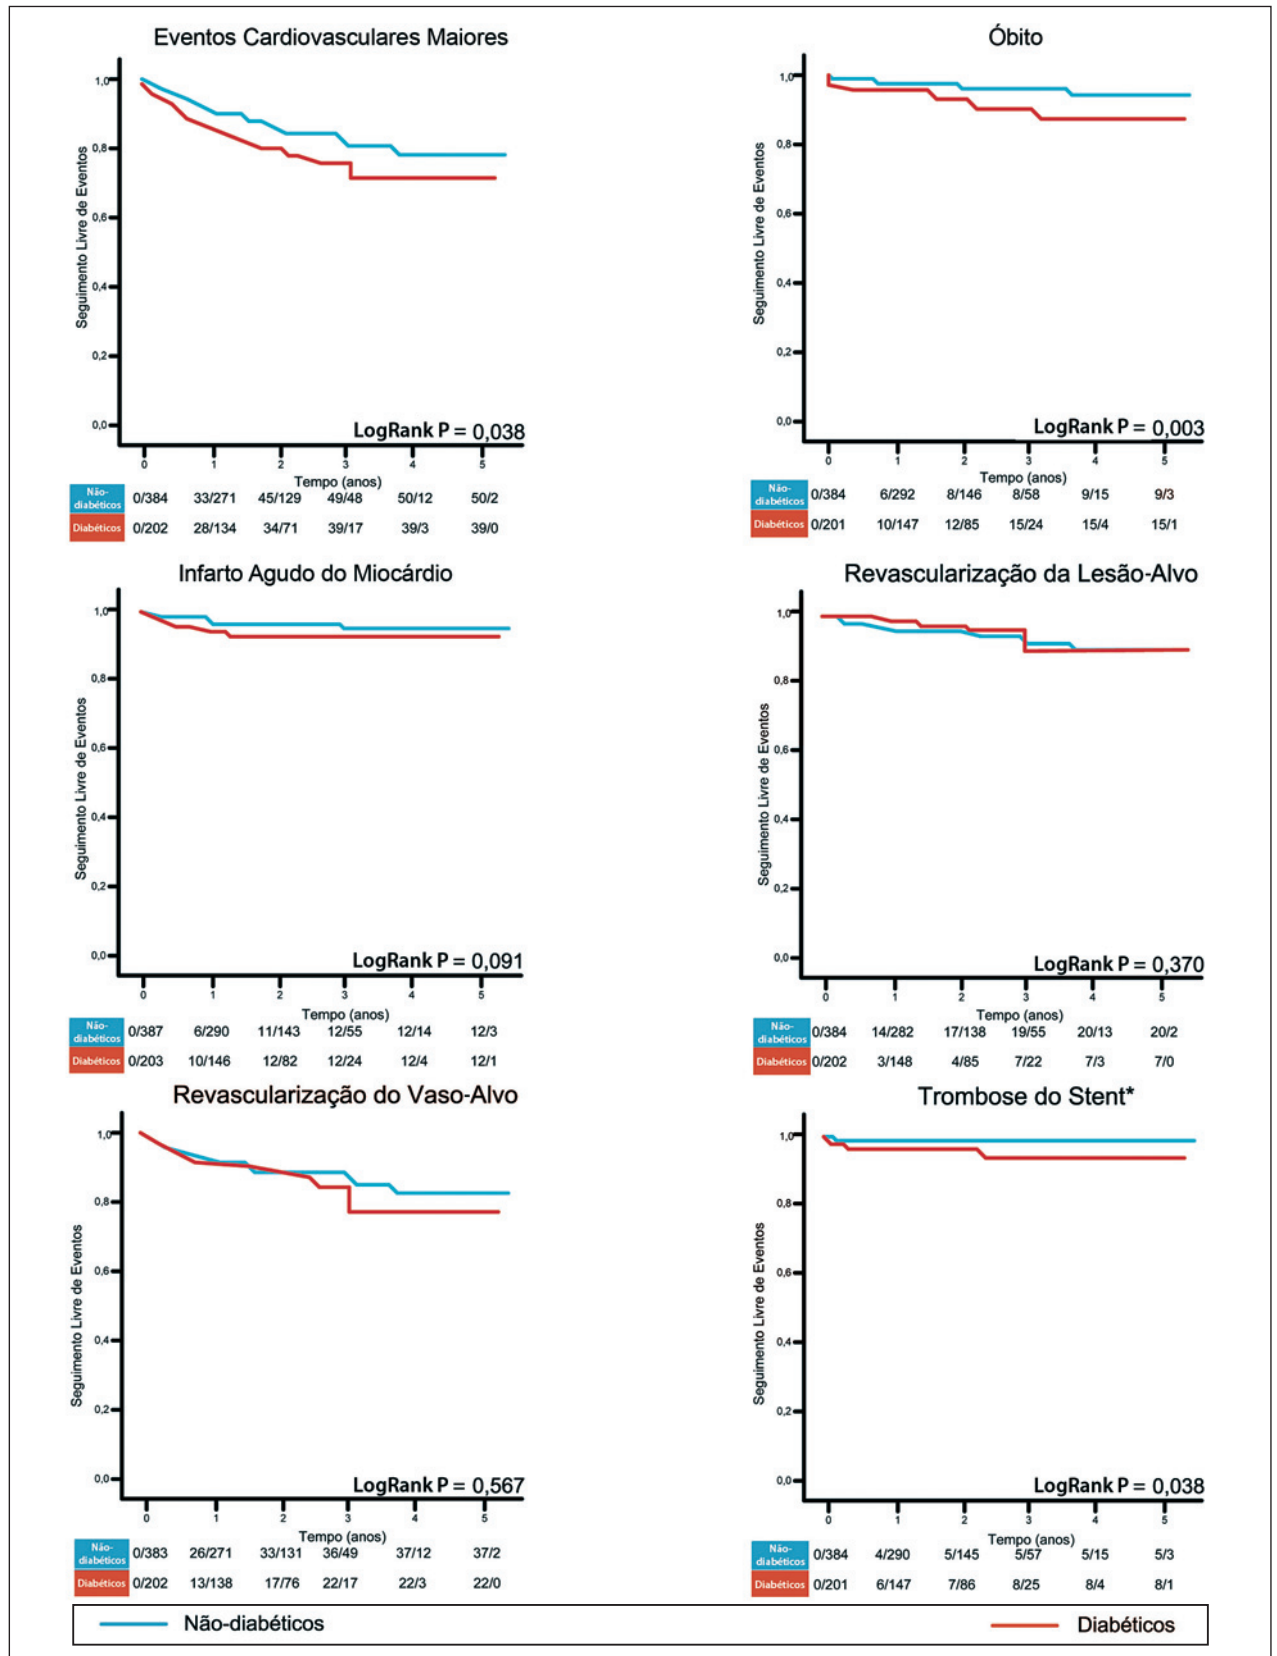 Eventos Cardiovasculares Maiores
Seguimento Livre de Eventos
1,0
0,8
0,6
0,4
0,2
0,0
LogRank P = 0,038
0 1 2 3 4 5
Tempo (anos)
Não-diabéticos 0/384 33/271 45/129 49/48 50/12 50/2
Diabéticos 0/202 28/134 34/71 39/17 39/3 39/0
Óbito
Seguimento Livre de Eventos
1,0
0,8
0,6
0,4
0,2
0,0
LogRank P = 0,003
0 1 2 3 4 5
Tempo (anos)
Não-diabéticos 0/384 6/292 8/146 8/58 9/15 9/3
Diabéticos 0/201 10/147 12/85 15/24 15/4 15/1
Infarto Agudo do Miocárdio
Seguimento Livre de Eventos
1,0
0,8
0,6
0,4
0,2
0,0
LogRank P = 0,091
0 1 2 3 4 5
Tempo (anos)
Não-diabéticos 0/387 6/290 11/143 12/55 12/14 12/3
Diabéticos 0/203 10/146 12/82 12/24 12/4 12/1
Revascularização da Lesão-Alvo
Seguimento Livre de Eventos
1,0
0,8
0,6
0,4
0,2
0,0
LogRank P = 0,370
0 1 2 3 4 5
Tempo (anos)
Não-diabéticos 0/384 14/282 17/138 19/55 20/13 20/2
Diabéticos 0/202 3/148 4/85 7/22 7/3 7/0
Revascularização do Vaso-Alvo
Seguimento Livre de Eventos
1,0
0,8
0,6
0,4
0,2
0,0
LogRank P = 0,567
0 1 2 3 4 5
Tempo (anos)
Não-diabéticos 0/383 26/271 33/131 36/49 37/12 37/2
Diabéticos 0/202 13/138 17/76 22/17 22/3 22/0
Trombose do Stent*
Seguimento Livre de Eventos
1,0
0,8
0,6
0,4
0,2
0,0
LogRank P = 0,038
0 1 2 3 4 5
Tempo (anos)
Não-diabéticos 0/384 4/290 5/145 5/57 5/15 5/3
Diabéticos 0/201 6/147 7/86 8/25 8/4 8/1
Não-diabéticos
Diabéticos